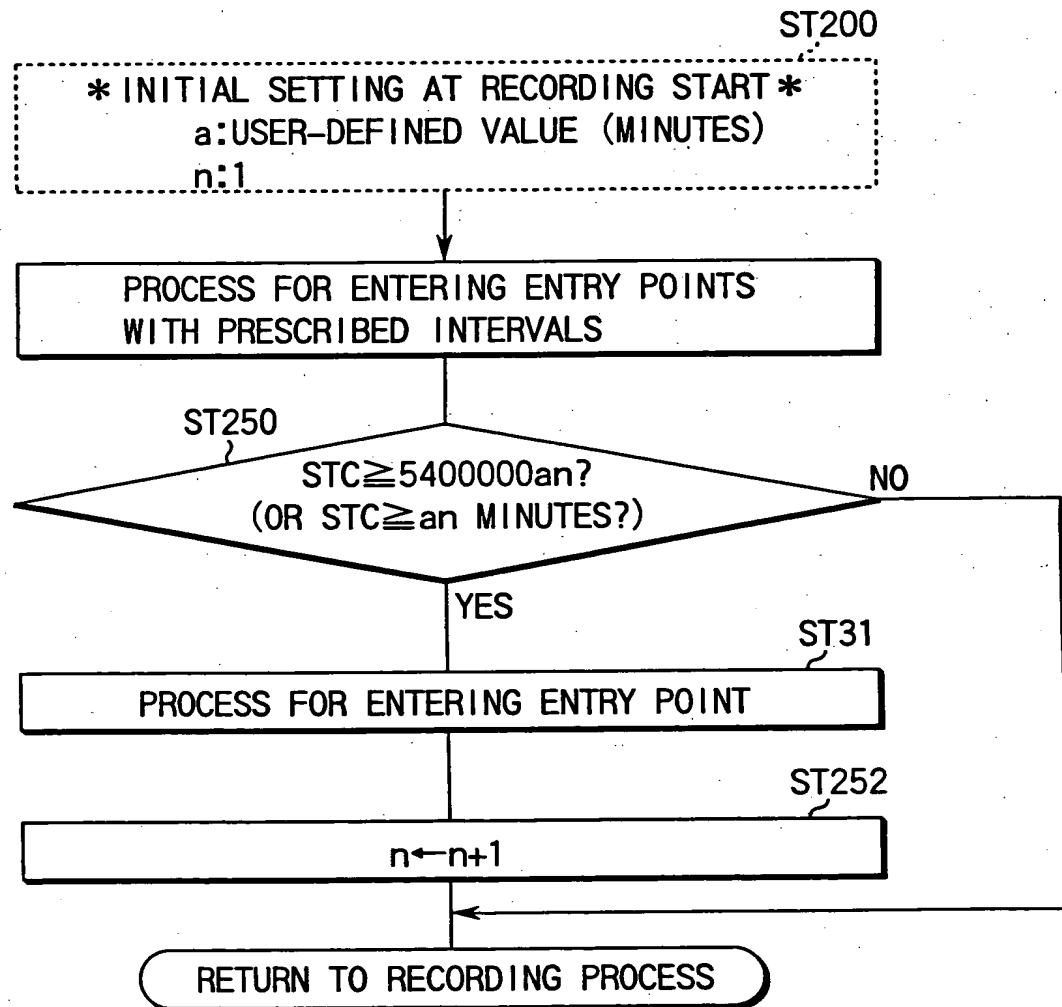 ST200
*INITIAL SETTING AT RECORDING START*
a:USER-DEFINED VALUE (MINUTES)
n:1
PROCESS FOR ENTERING ENTRY POINTS
WITH PRESCRIBED INTERVALS
ST250
STC≧5400000an?
(OR STC≧an MINUTES?)
NO
YES
ST31
PROCESS FOR ENTERING ENTRY POINT
ST252
n←n+1
RETURN TO RECORDING PROCESS